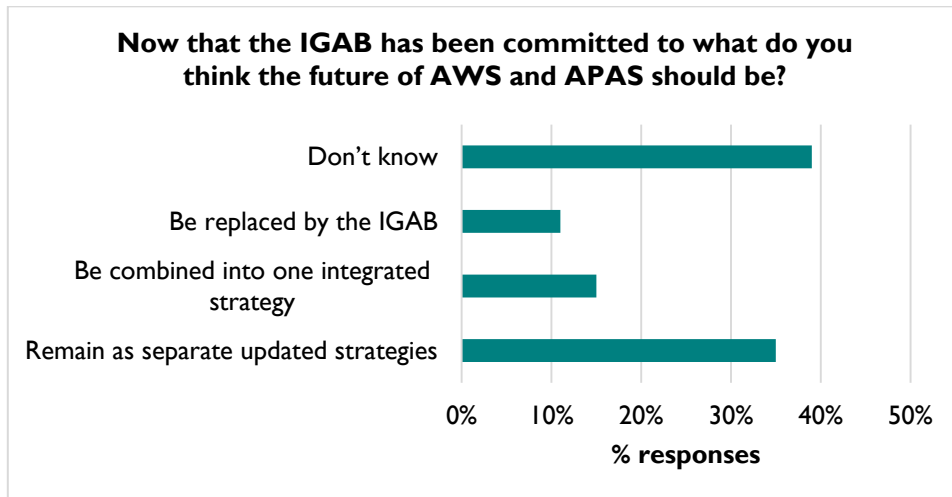 Now that the IGAB has been committed to what do you
think the future of AWS and APAS should be?
Don't know
Be replaced by the IGAB
Be combined into one integrated
strategy
Remain as separate updated strategies
0% 10% 20% 30% 40% 50%
% responses